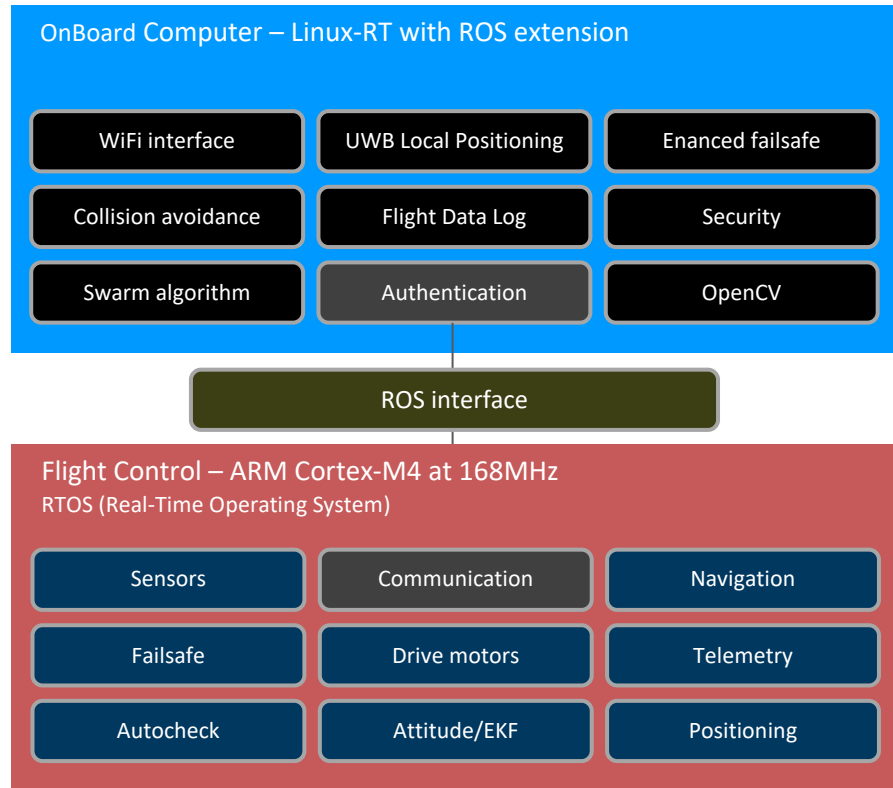 OnBoard Computer – Linux-RT with ROS extension
WiFi interface
UWB Local Positioning
Enanced failsafe
Collision avoidance
Flight Data Log
Security
Swarm algorithm
Authentication
OpenCV
ROS interface
Flight Control – ARM Cortex-M4 at 168MHz
RTOS (Real-Time Operating System)
Sensors
Communication
Navigation
Failsafe
Drive motors
Telemetry
Autocheck
Attitude/EKF
Positioning